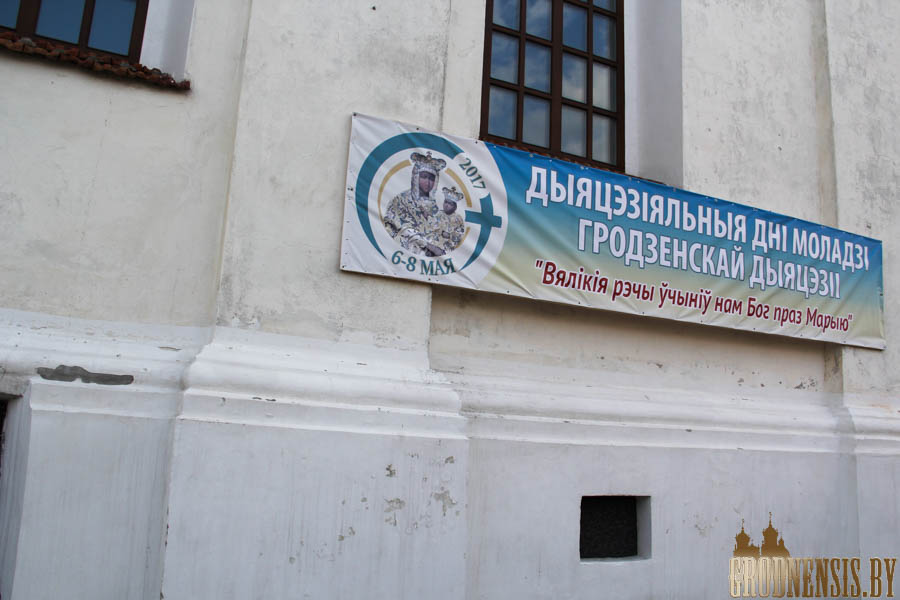 2017
6-8 МАЯ
ДЫЯЦЭЗІЯЛЬНЫЯ ДНІ МОЛАДЗІ
ГРОДЗЕНСКАЙ ДЫЯЦЭЗІІ
"Вялікія рэчы ўчыніў нам Бог праз Марыю"
GRODNENSIS.BY